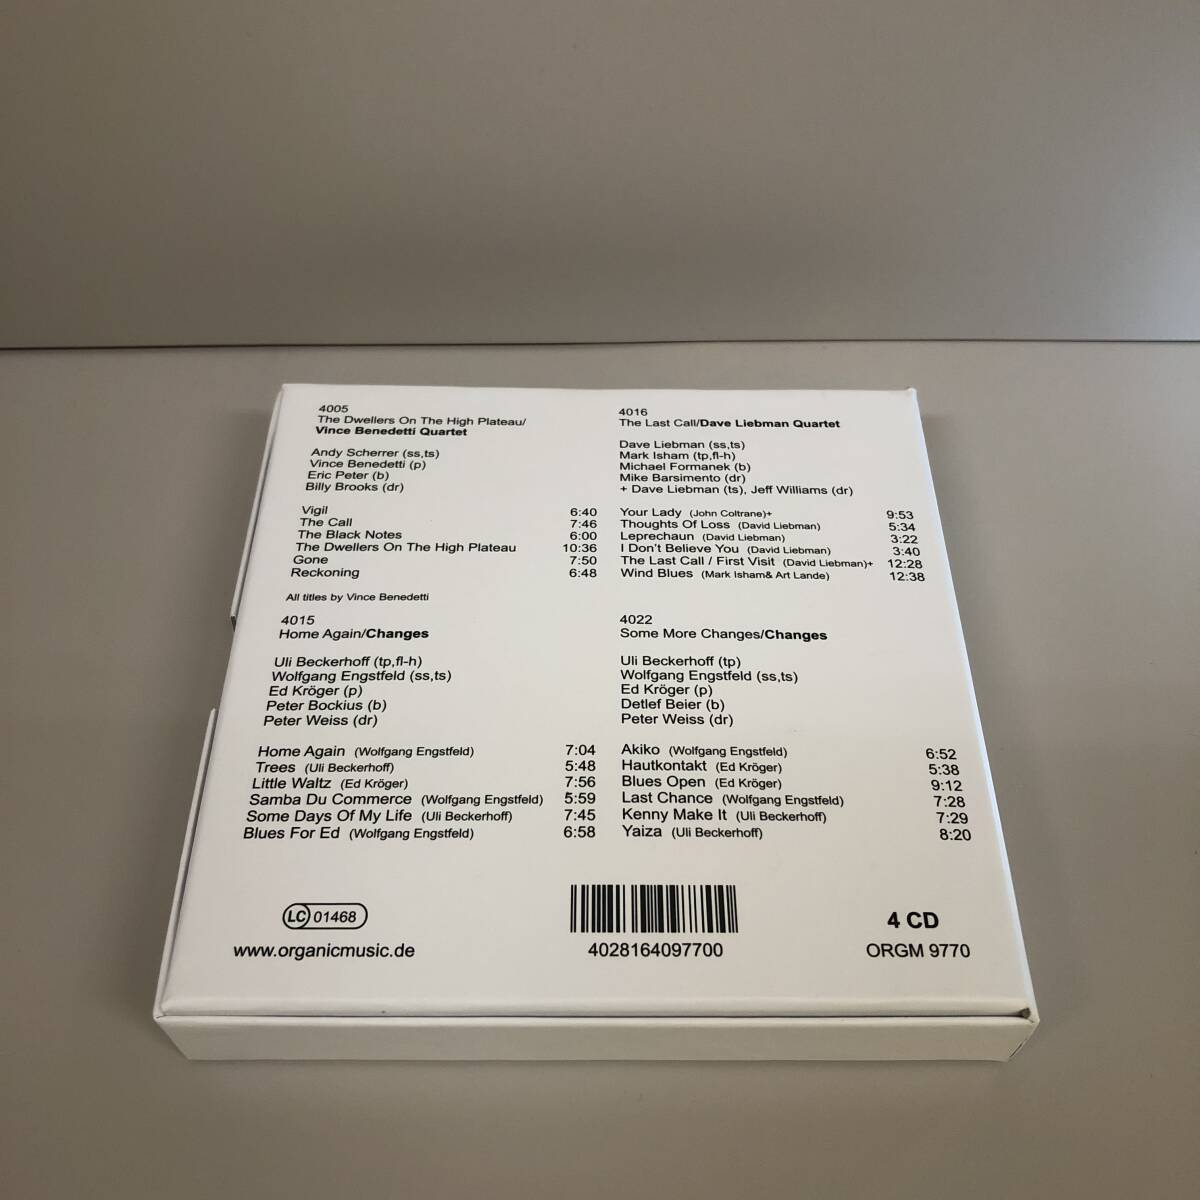 4005
The Dwellers On The High Plateau/
Vince Benedetti Quartet
Andy Scherrer (ss,ts)
Vince Benedetti (p)
Eric Peter (b)
Billy Brooks (dr)
Vigil 6:40
The Call 7:46
The Black Notes 6:00
The Dwellers On The High Plateau 10:36
Gone 7:50
Reckoning 6:48
All titles by Vince Benedetti
4016
The Last Call/Dave Liebman Quartet
Dave Liebman (ss,ts)
Mark Isham (tp,fl-h)
Michael Formanek (b)
Mike Barsimento (dr)
+ Dave Liebman (ts), Jeff Williams (dr)
Your Lady (John Coltrane)+ 9:53
Thoughts Of Loss (David Liebman) 5:34
Leprechaun (David Liebman) 3:22
I Don't Believe You (David Liebman) 3:40
The Last Call / First Visit (David Liebman)+ 12:28
Wind Blues (Mark Isham& Art Lande) 12:38
4015
Home Again/Changes
Uli Beckerhoff (tp,fl-h)
Wolfgang Engstfeld (ss,ts)
Ed Kröger (p)
Peter Bockius (b)
Peter Weiss (dr)
Home Again (Wolfgang Engstfeld) 7:04
Trees (Uli Beckerhoff) 5:48
Little Waltz (Ed Kröger) 7:56
Samba Du Commerce (Wolfgang Engstfeld) 5:59
Some Days Of My Life (Uli Beckerhoff) 7:45
Blues For Ed (Wolfgang Engstfeld) 6:58
4022
Some More Changes/Changes
Uli Beckerhoff (tp)
Wolfgang Engstfeld (ss,ts)
Ed Kröger (p)
Detlef Beier (b)
Peter Weiss (dr)
Akiko (Wolfgang Engstfeld) 6:52
Hautkontakt (Ed Kröger) 5:38
Blues Open (Ed Kröger) 9:12
Last Chance (Wolfgang Engstfeld) 7:28
Kenny Make It (Uli Beckerhoff) 7:29
Yaiza (Uli Beckerhoff) 8:20
LC 01468
www.organicmusic.de
4028164097700
4 CD
ORGM 9770